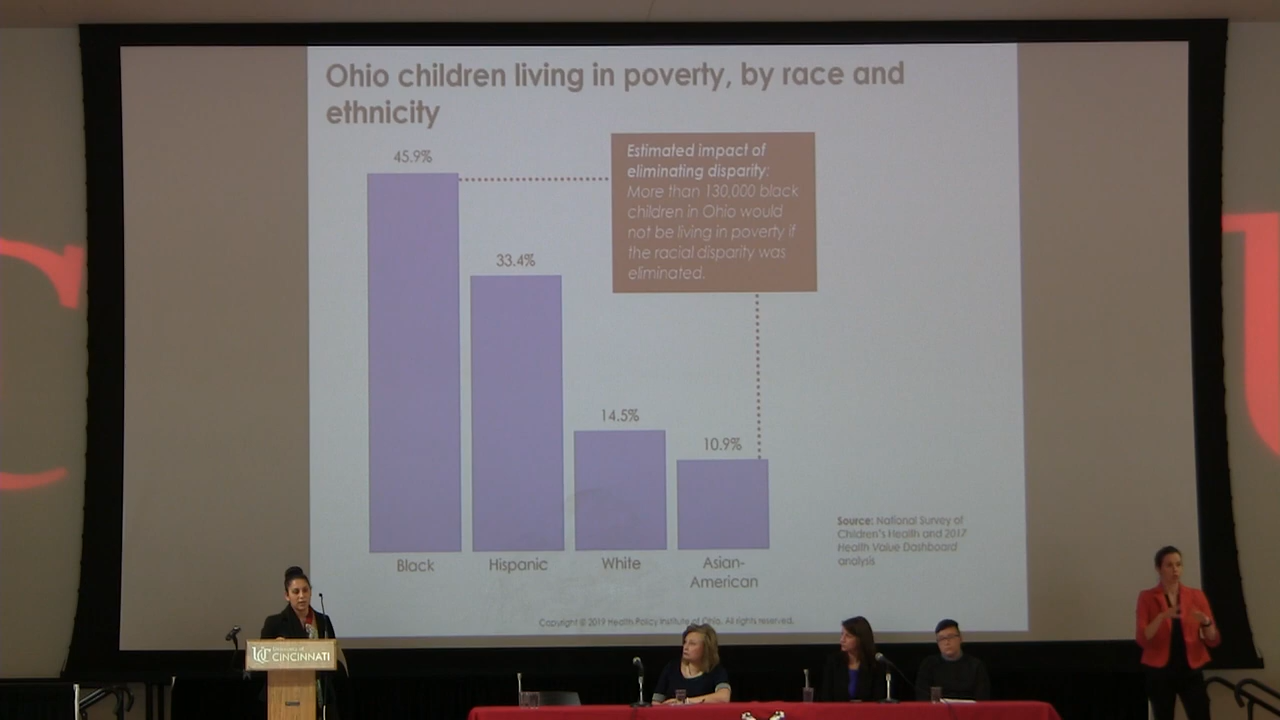 Ohio children living in poverty, by race and
ethnicity
45.9%
33.4%
14.5%
10.9%
Estimated impact of
eliminating disparity:
More than 130,000 black
children in Ohio would
not be living in poverty if
the racial disparity was
eliminated.
Black
Hispanic
White
Asian-
American
Source: National Survey of
Children's Health and 2017
Health Value Dashboard
analysis
Copyright © 2019 Health Policy Institute of Ohio. All rights reserved.
UC University of
CINCINNATI
C
U